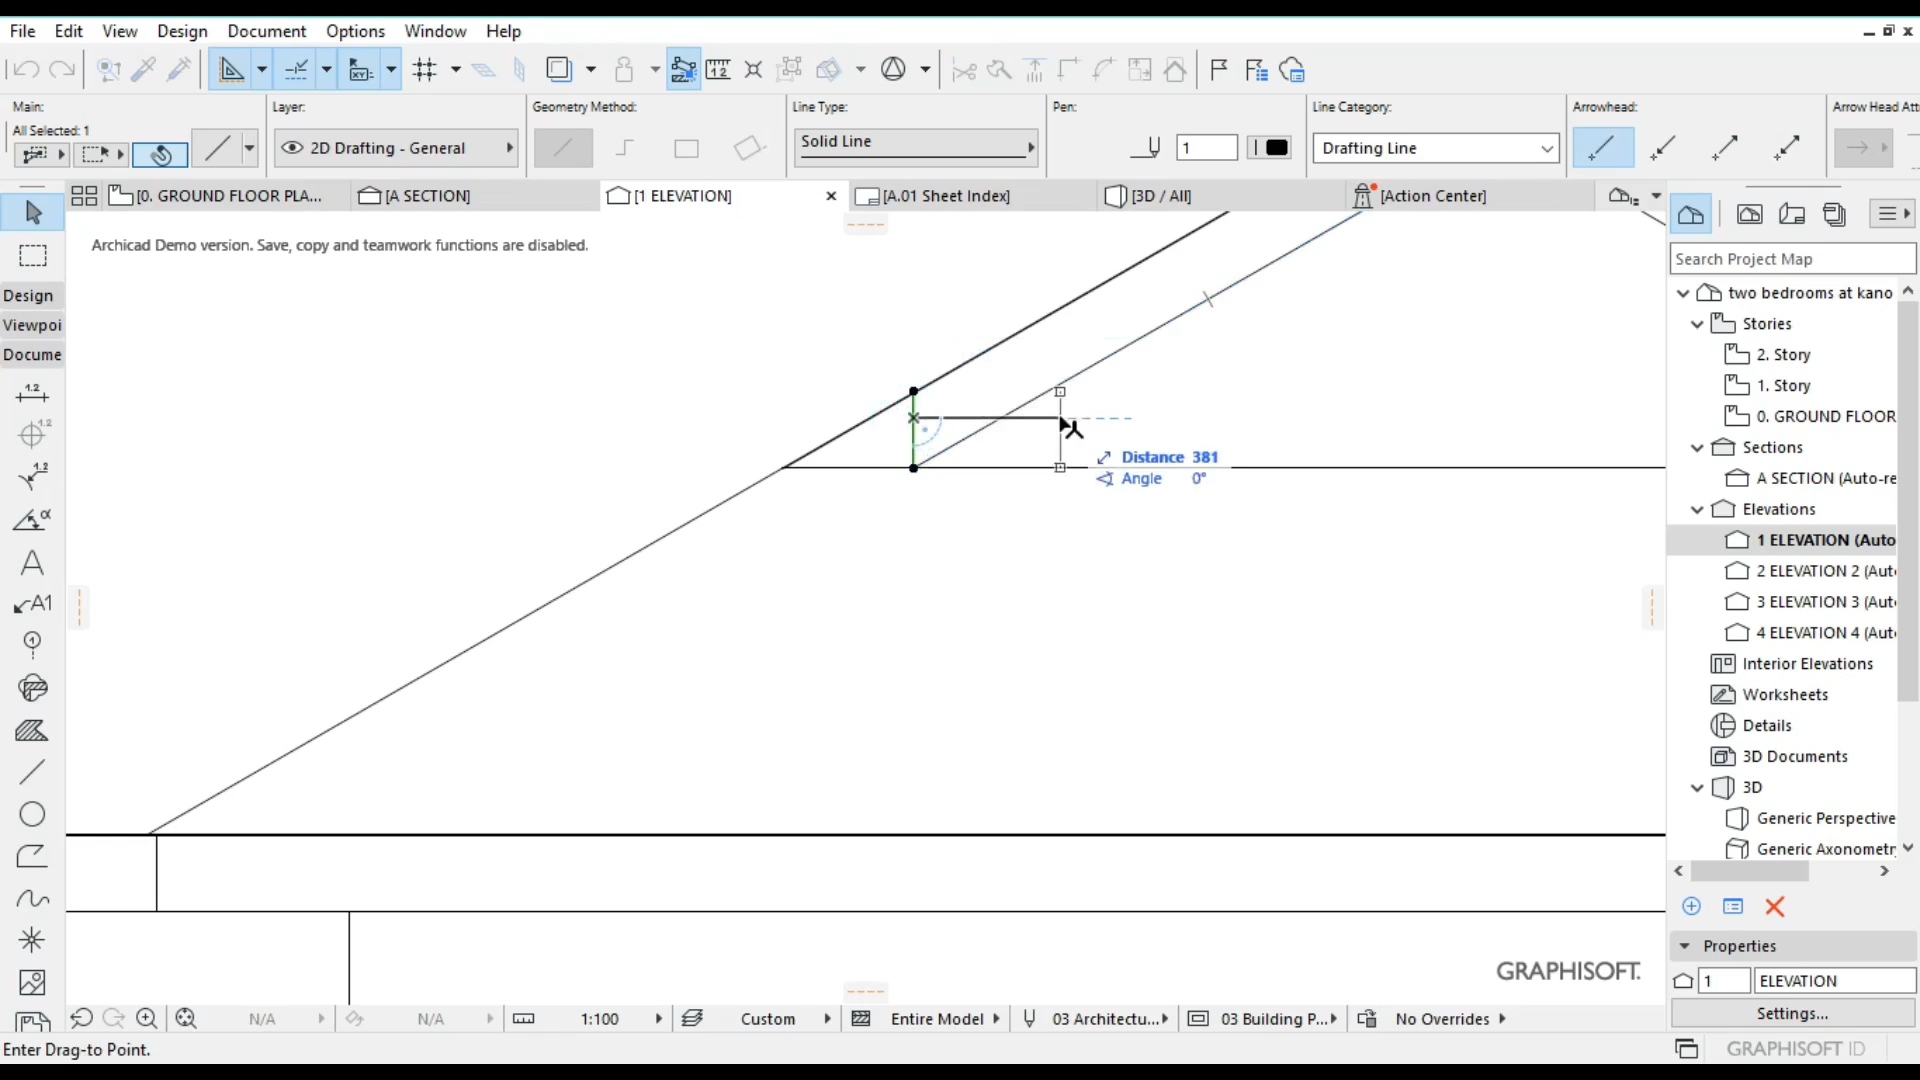 File Edit View Design Document Options Window Help
Main: Layer: Geometry Method: Line Type: Pen: Line Category: Arrowhead: Arrow Head Att
All Selected: 1
2D Drafting - General Solid Line 1 Drafting Line
[0. GROUND FLOOR PLA... [A SECTION] [1 ELEVATION] [A.01 Sheet Index] [3D / All] [Action Center]
Archicad Demo version. Save, copy and teamwork functions are disabled.
Design
Viewpoi
Docume
1.2
1.2
α
A
A1
1
Distance 381
Angle 0°
GRAPHISOFT.
Search Project Map
two bedrooms at kano
Stories
2. Story
1. Story
0. GROUND FLOOR
Sections
A SECTION (Auto-re
Elevations
1 ELEVATION (Auto
2 ELEVATION 2 (Aut
3 ELEVATION 3 (Aut
4 ELEVATION 4 (Aut
Interior Elevations
Worksheets
Details
3D Documents
3D
Generic Perspective
Generic Axonometr
Properties
1 ELEVATION
Settings...
N/A N/A 1:100 Custom Entire Model 03 Architectu... 03 Building P... No Overrides
Enter Drag-to Point.
GRAPHISOFT ID